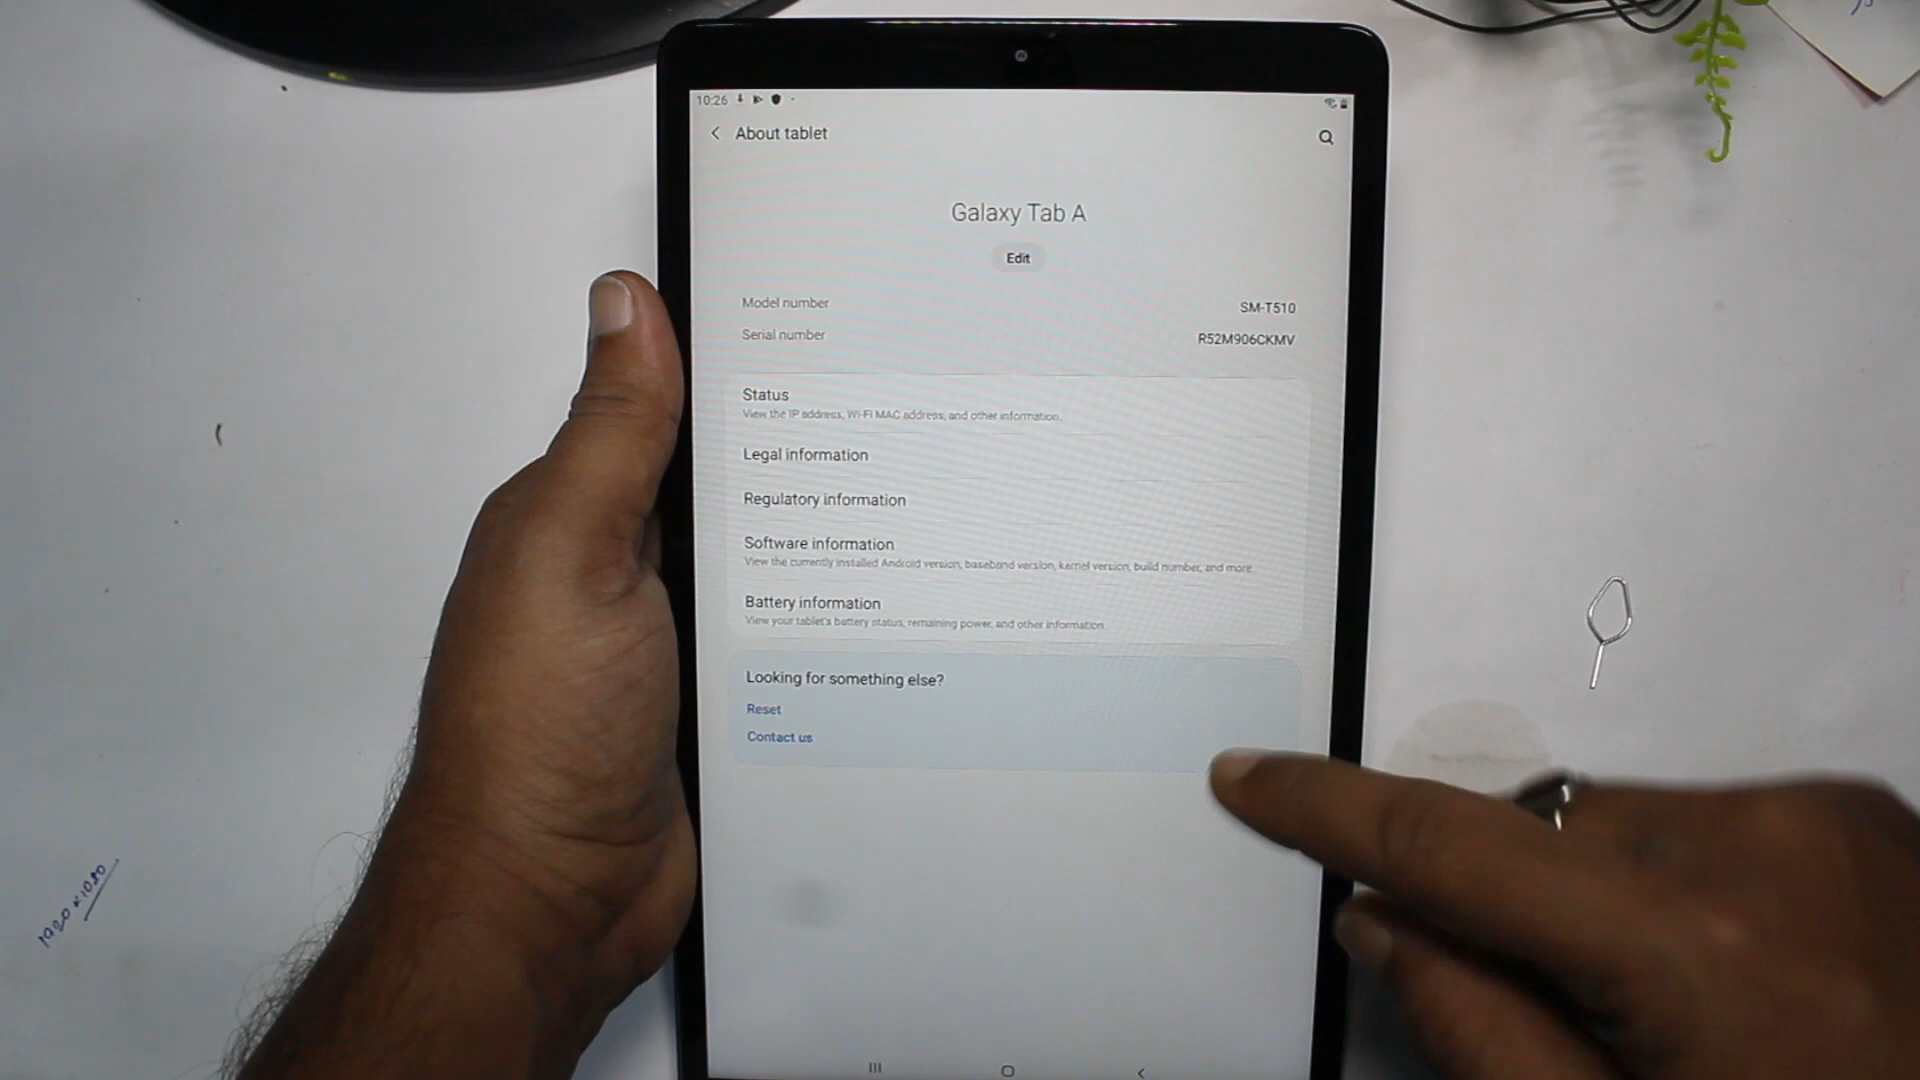 10:26
About tablet
Galaxy Tab A
Edit
Model number SM-T510
Serial number R52M906CKMV
Status
View the IP address, Wi-Fi MAC address, and other information.
Legal information
Regulatory information
Software information
View the currently installed Android version, baseband version, kernel version, build number, and more.
Battery information
View your tablet's battery status, remaining power, and other information.
Looking for something else?
Reset
Contact us
1920 x 1080